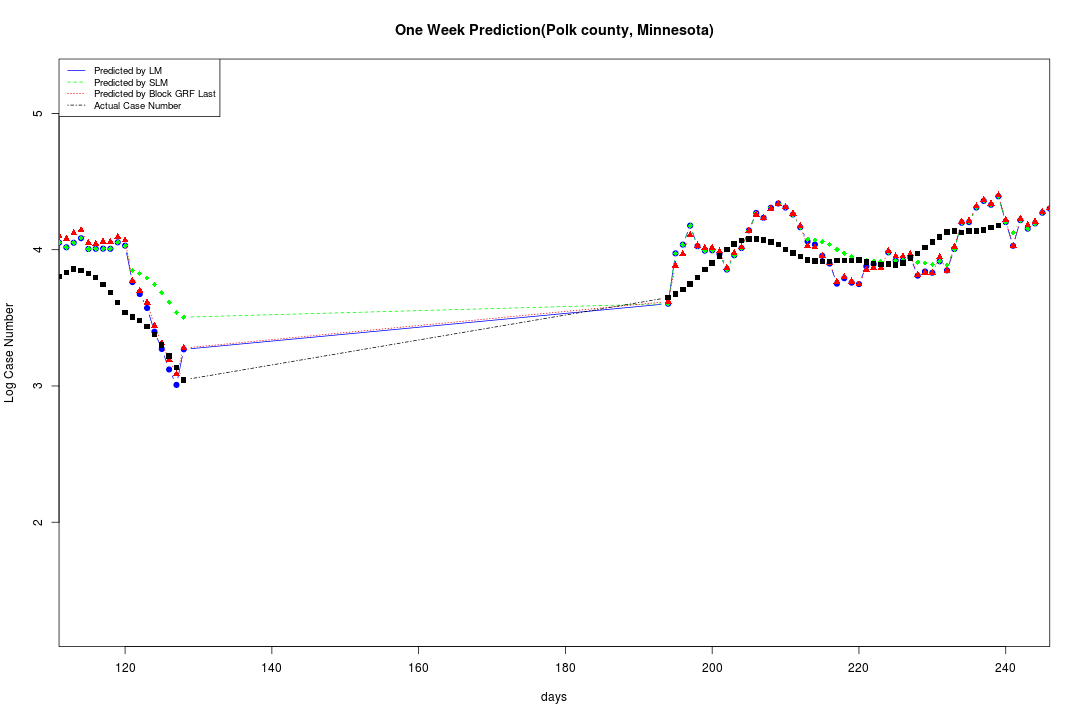 One Week Prediction(Polk county, Minnesota)
Predicted by LM
Predicted by SLM
Predicted by Block GRF Last
Actual Case Number
5
4
3
2
Log Case Number
120 140 160 180 200 220 240
days